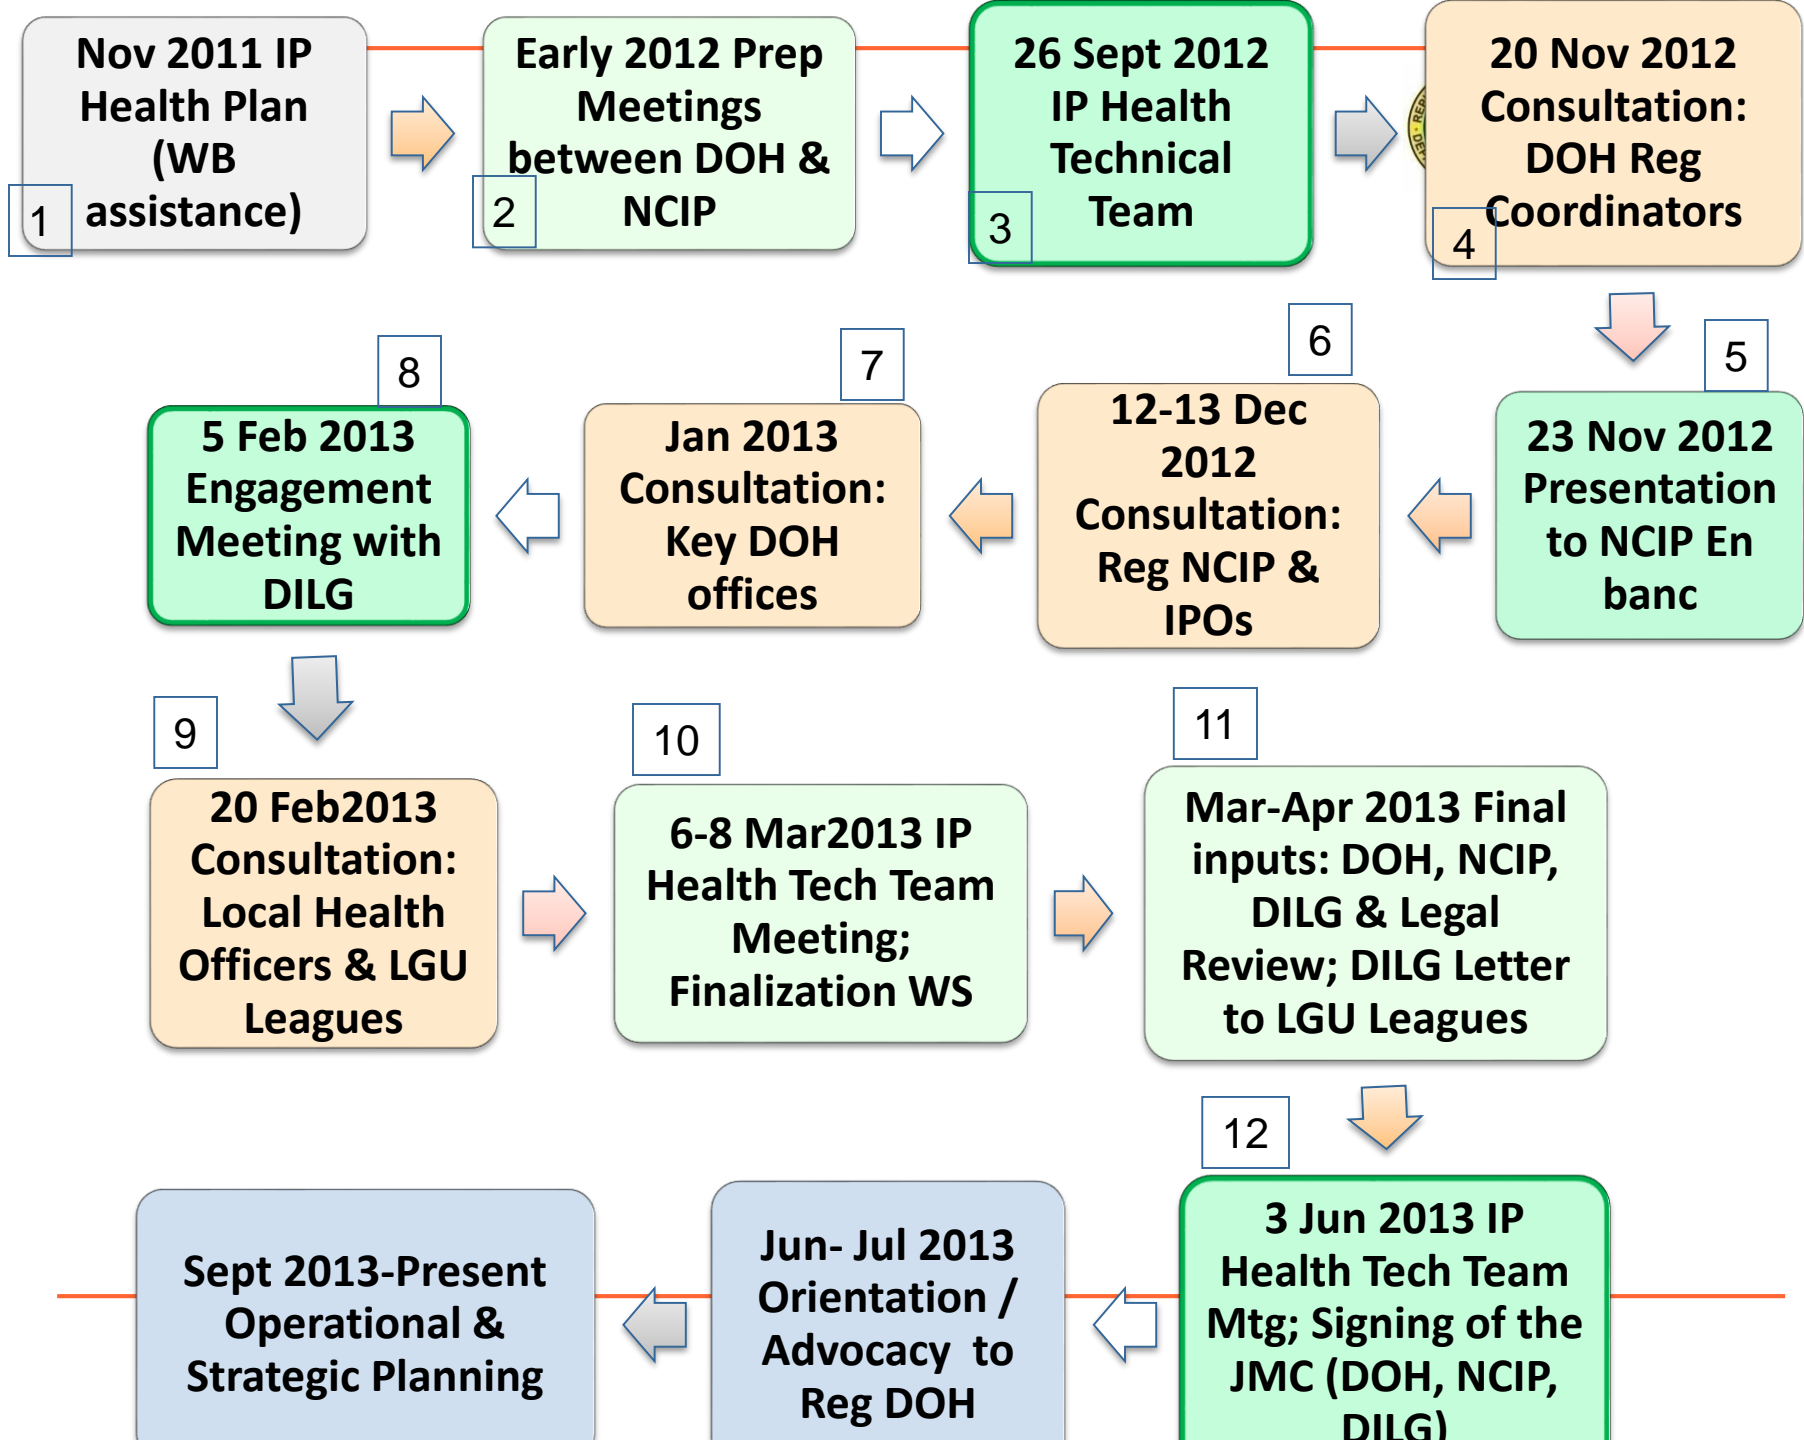 Nov 2011 IP
Health Plan
(WB
assistance)
1
Early 2012 Prep
Meetings
between DOH &
NCIP
2
26 Sept 2012
IP Health
Technical
Team
3
20 Nov 2012
Consultation:
DOH Reg
Coordinators
4
5
23 Nov 2012
Presentation
to NCIP En
banc
6
12-13 Dec
2012
Consultation:
Reg NCIP &
IPOs
7
Jan 2013
Consultation:
Key DOH
offices
8
5 Feb 2013
Engagement
Meeting with
DILG
9
20 Feb2013
Consultation:
Local Health
Officers & LGU
Leagues
10
6-8 Mar2013 IP
Health Tech Team
Meeting;
Finalization WS
11
Mar-Apr 2013 Final
inputs: DOH, NCIP,
DILG & Legal
Review; DILG Letter
to LGU Leagues
12
3 Jun 2013 IP
Health Tech Team
Mtg; Signing of the
JMC (DOH, NCIP,
DILG)
Jun- Jul 2013
Orientation /
Advocacy  to
Reg DOH
Sept 2013-Present
Operational &
Strategic Planning